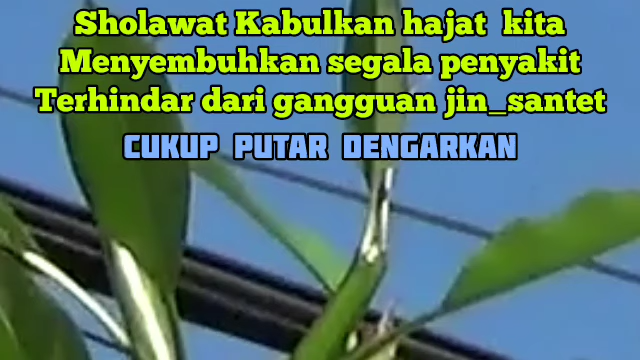 Sholawat Kabulkan hajat kita
Menyembuhkan segala penyakit
Terhindar dari gangguan jin_santet
CUKUP PUTAR DENGARKAN